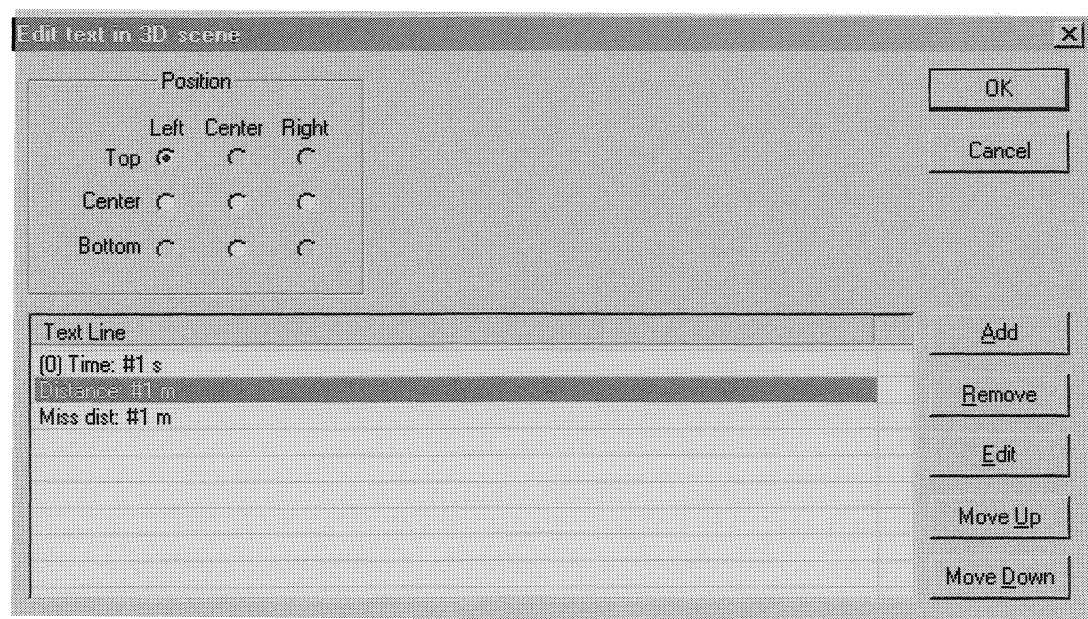 Edit text in 3D scene
Position
Left Center Right
Top
Center
Bottom
OK
Cancel
Text Line
(0) Time: #1 s
Distance: #1 m
Miss dist: #1 m
Add
Remove
Edit
Move Up
Move Down